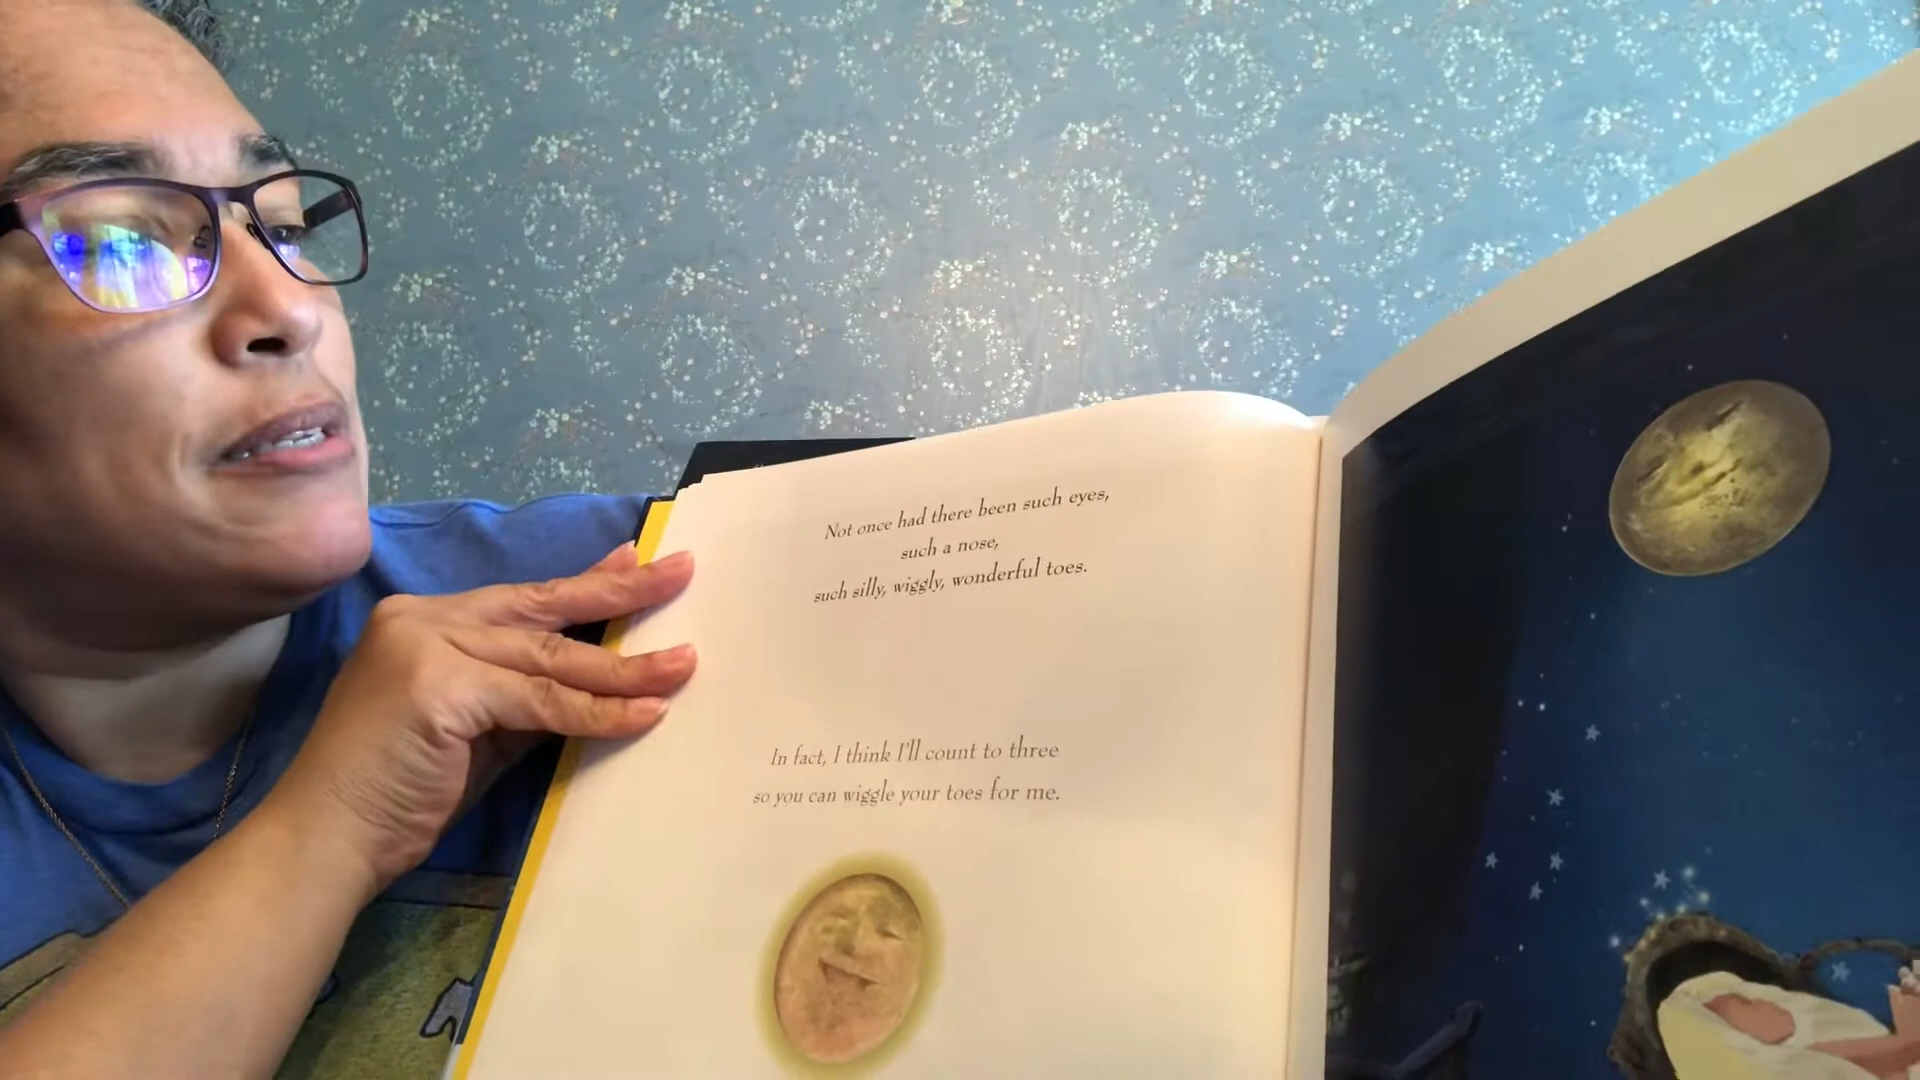 Not once had there been such eyes,
such a nose,
such silly, wiggly, wonderful toes.
In fact, I think I'll count to three
so you can wiggle your toes for me.